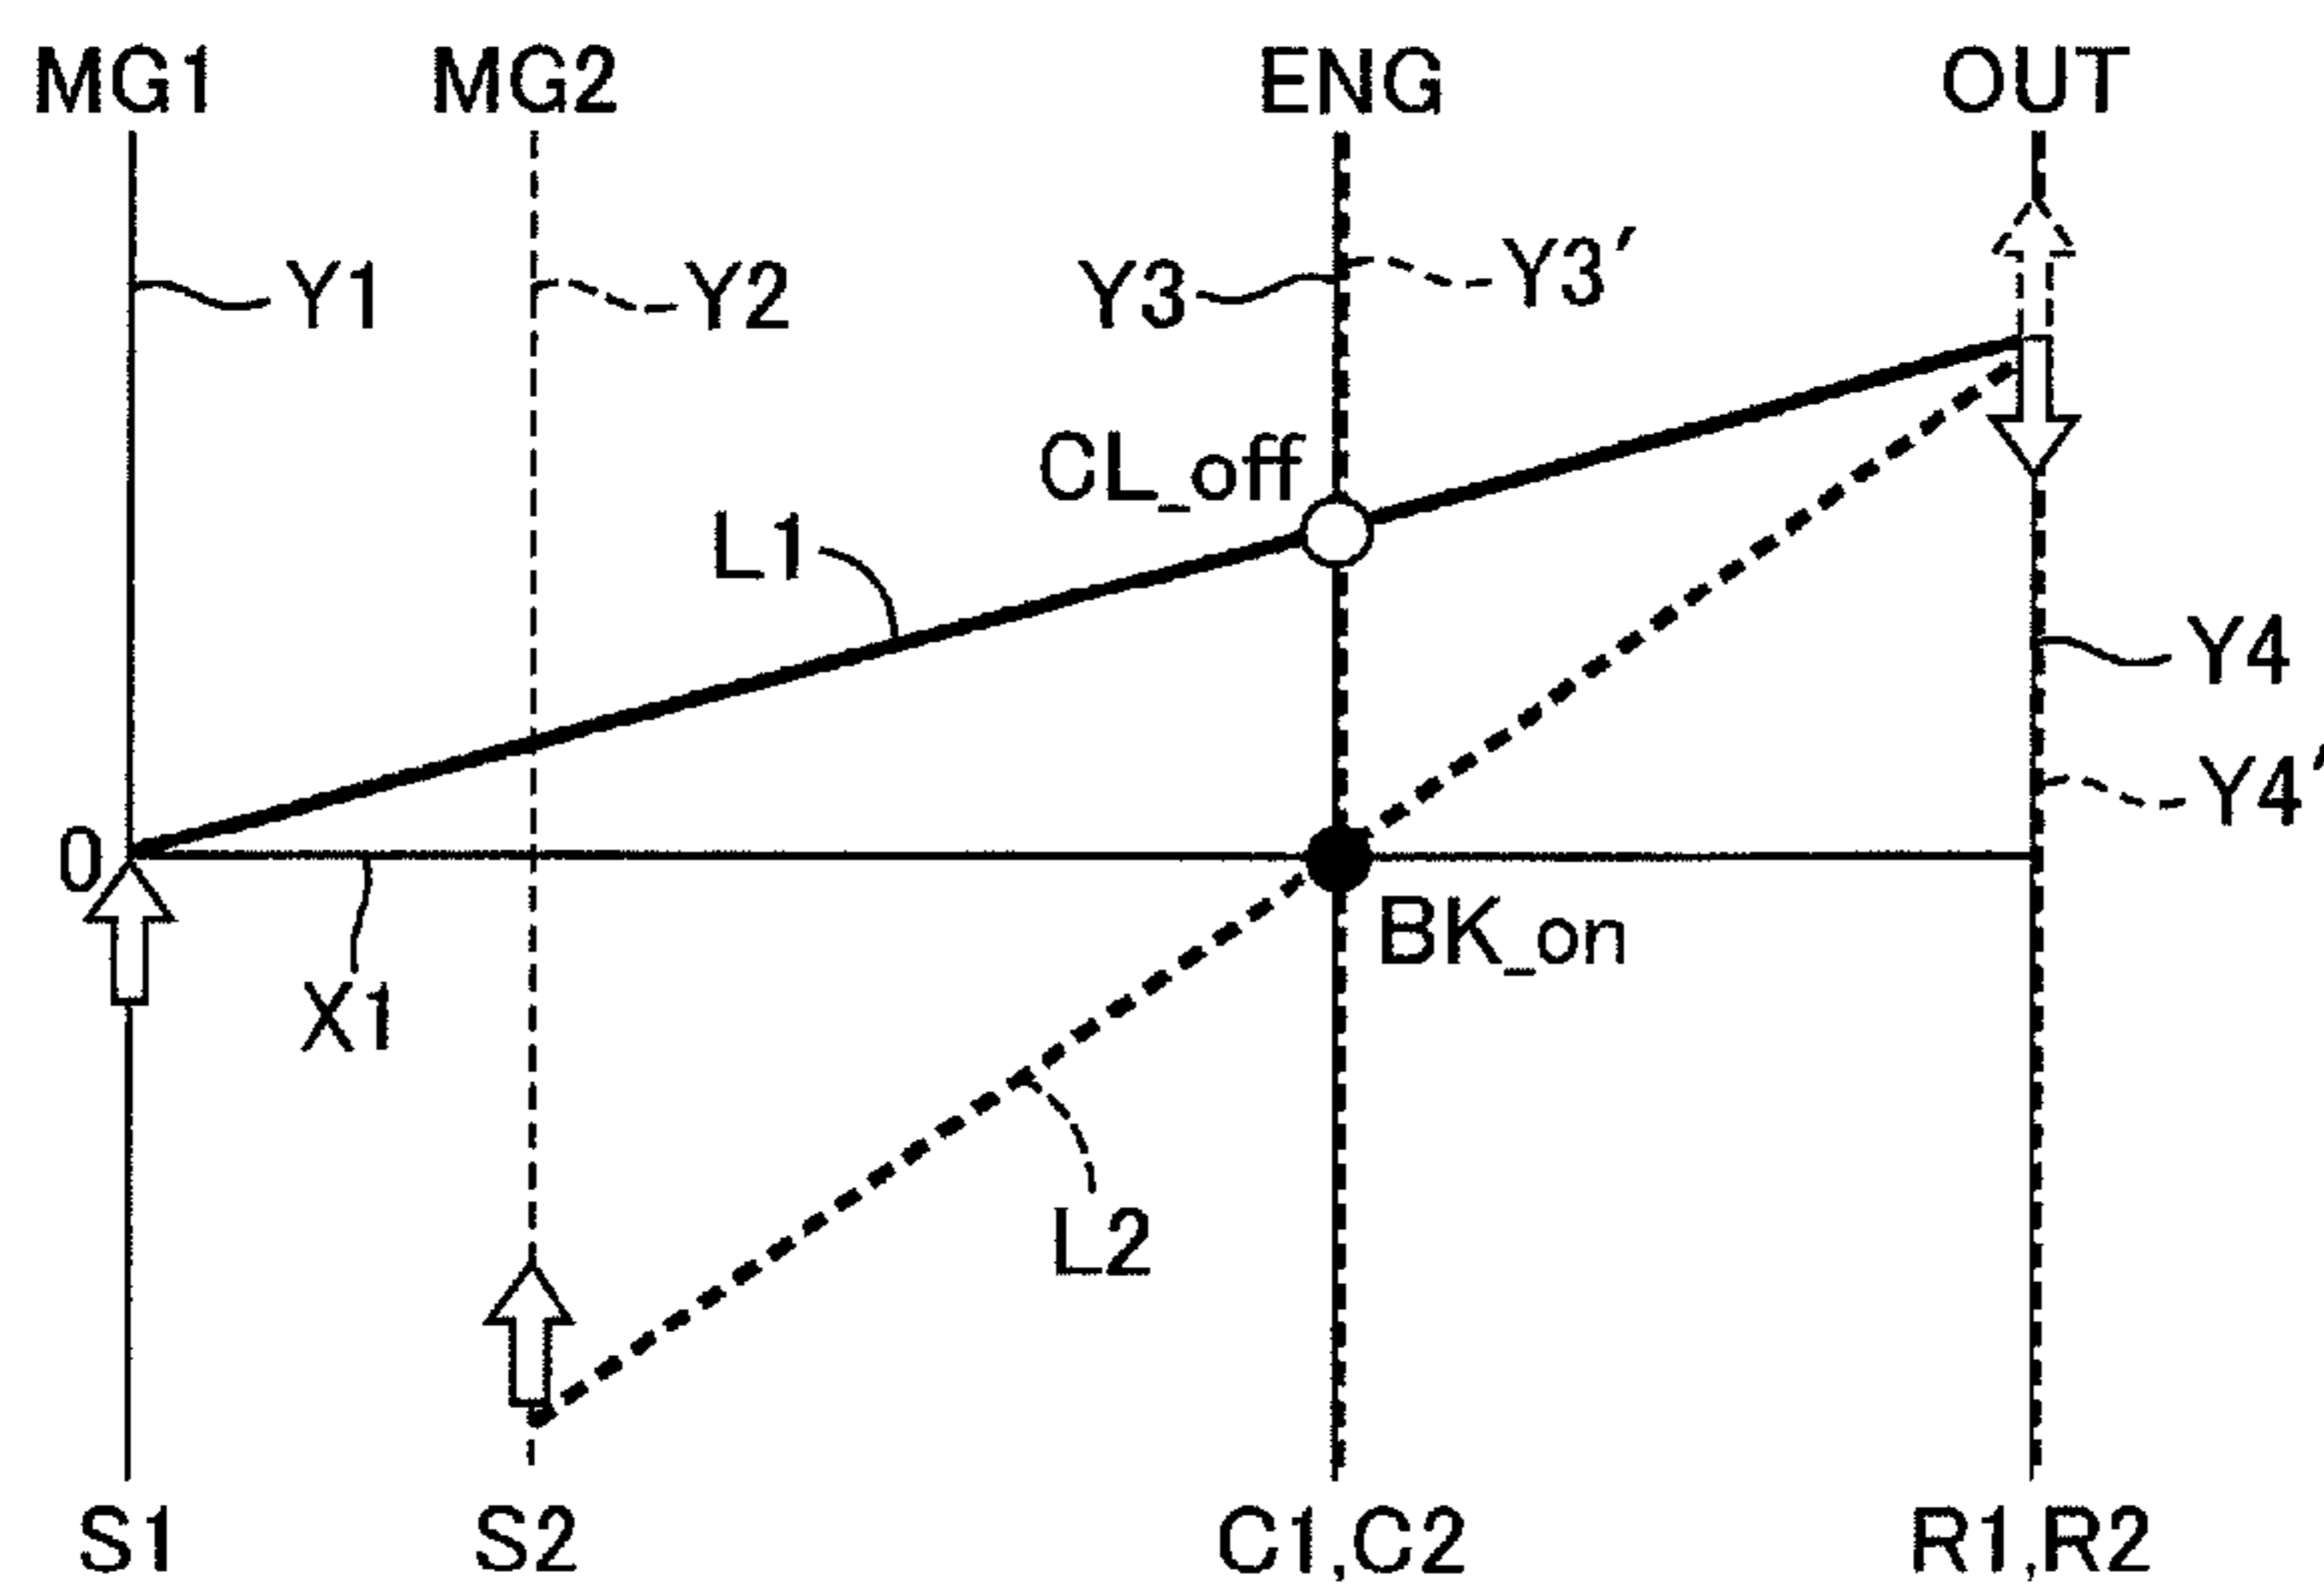 MG1 MG2 ENG OUT
Y1 Y2 Y3 Y3′
CL_off
L1
Y4
Y4′
0
BK_on
X1
L2
S1 S2 C1,C2 R1,R2